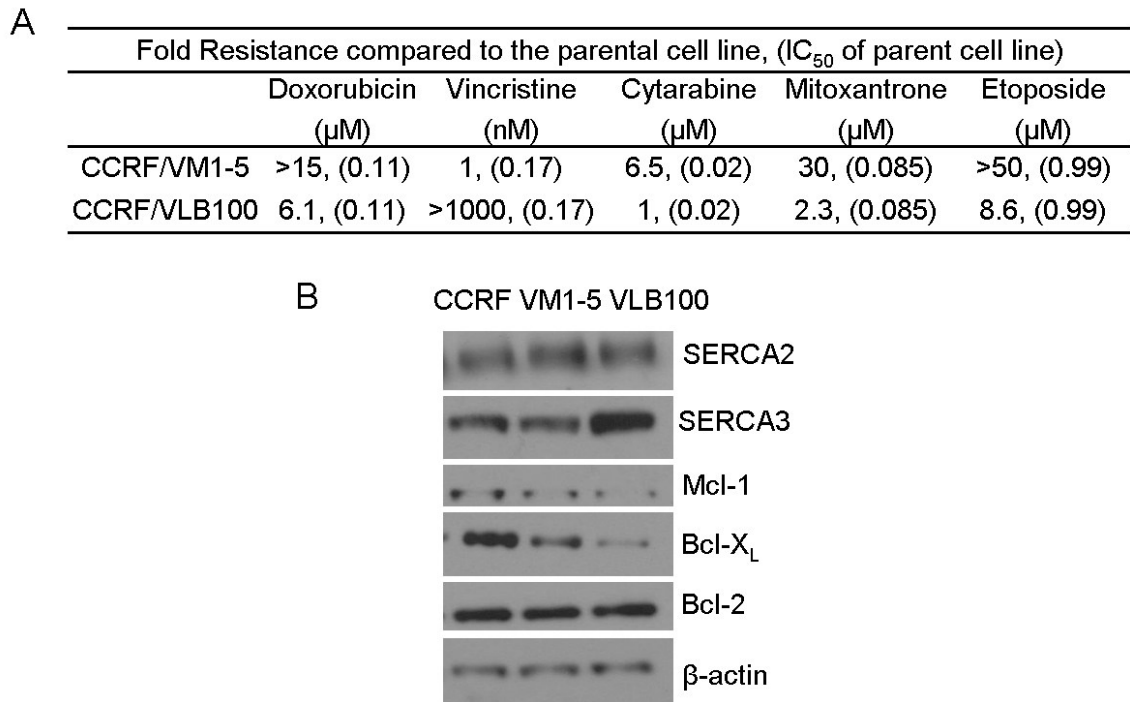 A
Fold Resistance compared to the parental cell line, (IC50 of parent cell line)
Doxorubicin Vincristine Cytarabine Mitoxantrone Etoposide
(µM) (nM) (µM) (µM) (µM)
CCRF/VM1-5 >15, (0.11) 1, (0.17) 6.5, (0.02) 30, (0.085) >50, (0.99)
CCRF/VLB100 6.1, (0.11) >1000, (0.17) 1, (0.02) 2.3, (0.085) 8.6, (0.99)
B
CCRF VM1-5 VLB100
SERCA2
SERCA3
Mcl-1
Bcl-XL
Bcl-2
β-actin